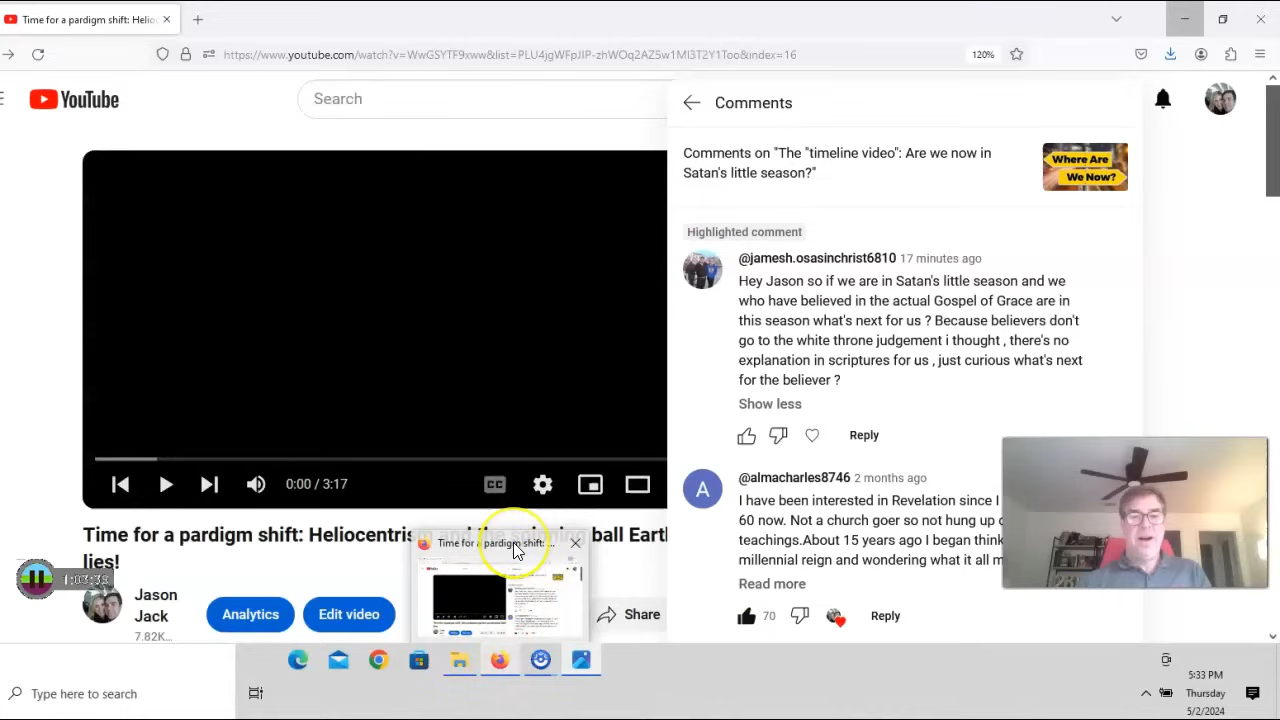 Time for a pardigm shift: Helioc
https://www.youtube.com/watch?v=WwGSYTF9xww&list=PLU4jgWFpJIP-zhWOq2AZ5w1MI3T2Y1Too&index=16
120%
YouTube
Search
Comments
Comments on "The "timeline video": Are we now in
Satan's little season?"
Where Are
We Now?
Highlighted comment
@jamesh.osasinchrist6810 17 minutes ago
Hey Jason so if we are in Satan's little season and we
who have believed in the actual Gospel of Grace are in
this season what's next for us ? Because believers don't
go to the white throne judgement i thought , there's no
explanation in scriptures for us , just curious what's next
for the believer ?
Show less
Reply
@almacharles8746 2 months ago
A
I have been interested in Revelation since I
60 now. Not a church goer so not hung up
teachings.About 15 years ago I began think
millennial reign and wondering what it all m
Read more
70
Reply
0:00 / 3:17
CC
Time for a pardigm shift: Heliocentris ball Earth
lies!
Time for a pardigm shift: ...
1:03:38
Jason
Jack
7.82K...
Analytics
Edit video
Share
Type here to search
5:33 PM
Thursday
5/2/2024